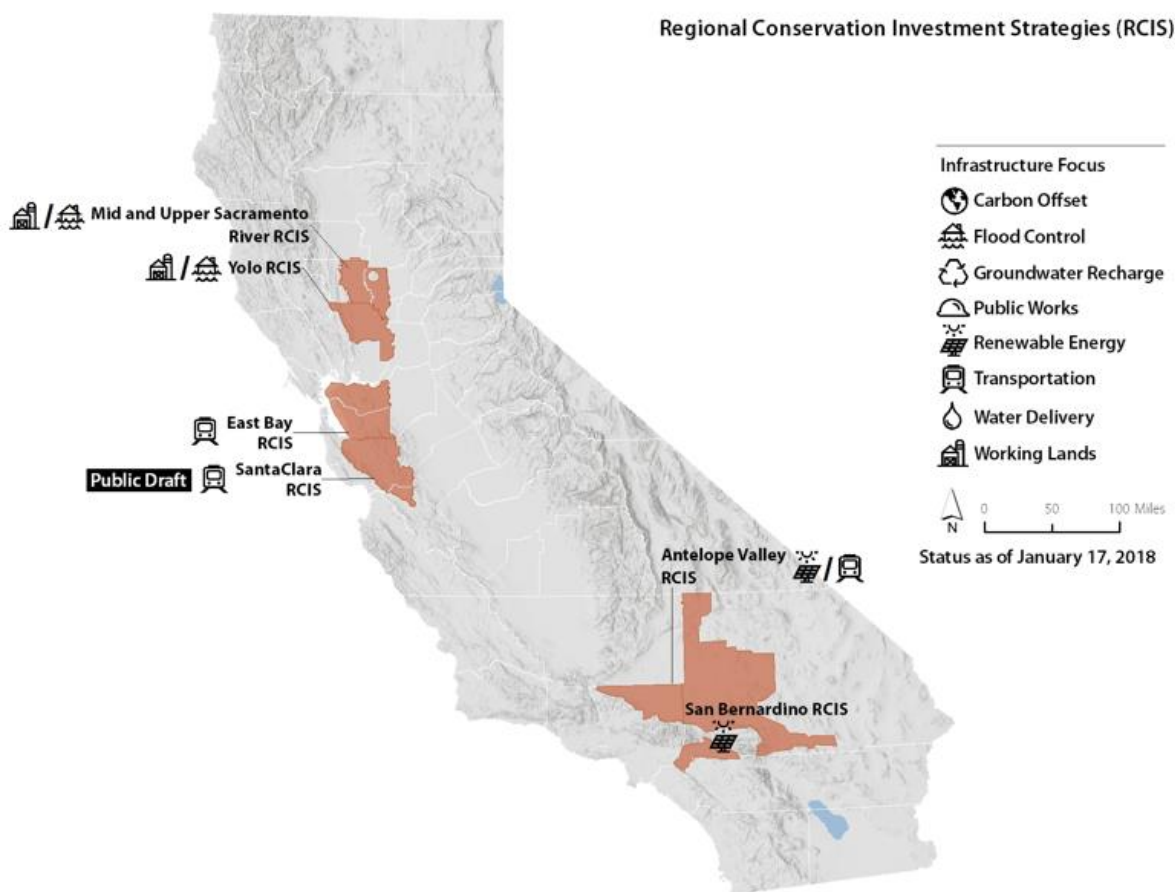 Regional Conservation Investment Strategies (RCIS)
Infrastructure Focus
Carbon Offset
Flood Control
Groundwater Recharge
Public Works
Renewable Energy
Transportation
Water Delivery
Working Lands
N
0 50 100 Miles
Status as of January 17, 2018
/ Mid and Upper Sacramento
River RCIS
/ Yolo RCIS
East Bay
RCIS
Public Draft SantaClara
RCIS
Antelope Valley /
RCIS
San Bernardino RCIS